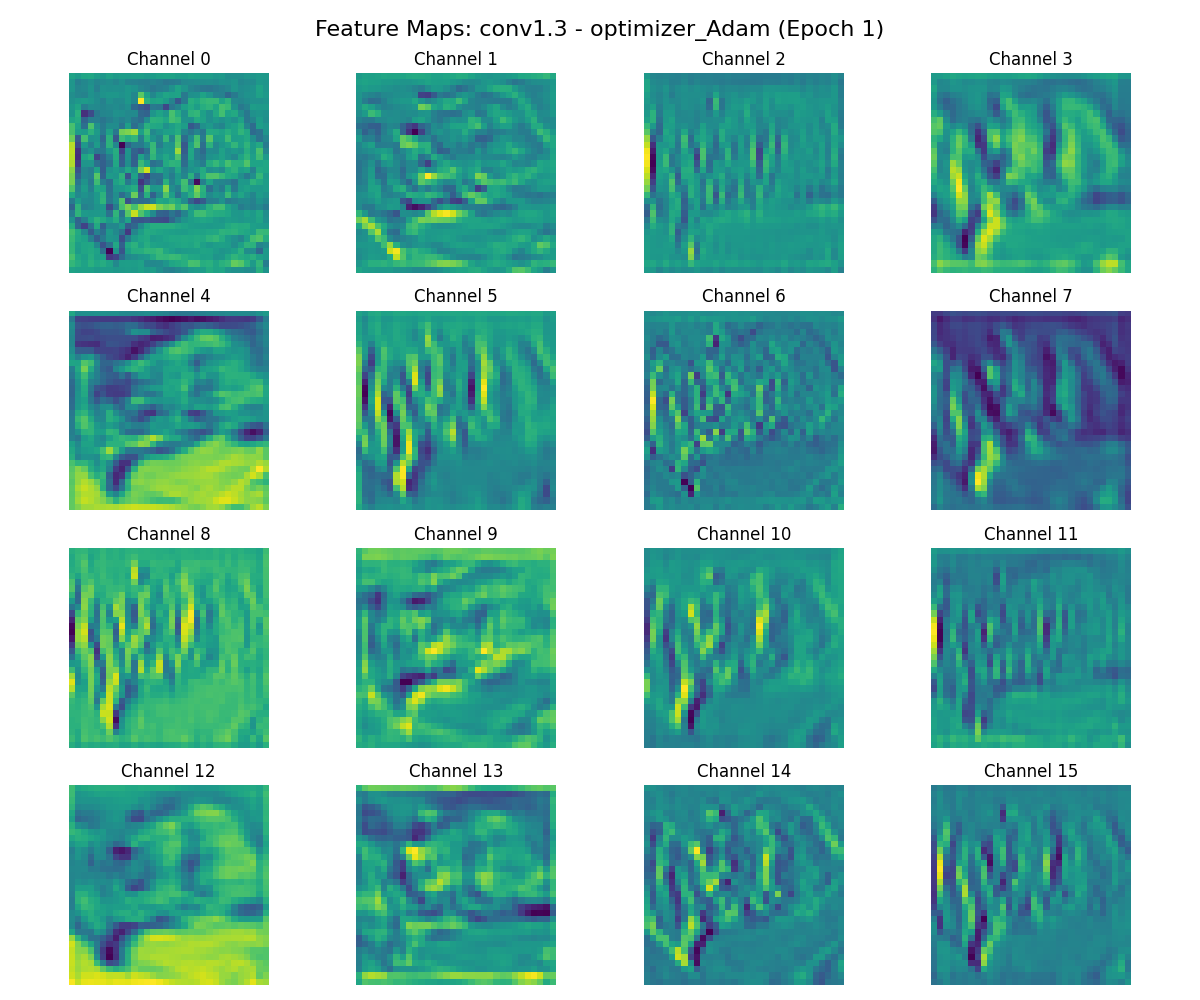 Feature Maps: conv1.3 - optimizer_Adam (Epoch 1)
Channel 0
Channel 1
Channel 2
Channel 3
Channel 4
Channel 5
Channel 6
Channel 7
Channel 8
Channel 9
Channel 10
Channel 11
Channel 12
Channel 13
Channel 14
Channel 15